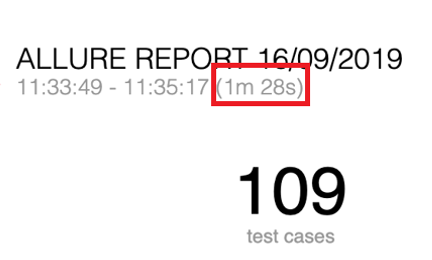 ALLURE REPORT 16/09/2019
11:33:49 - 11:35:17 (1m 28s)
109
test cases